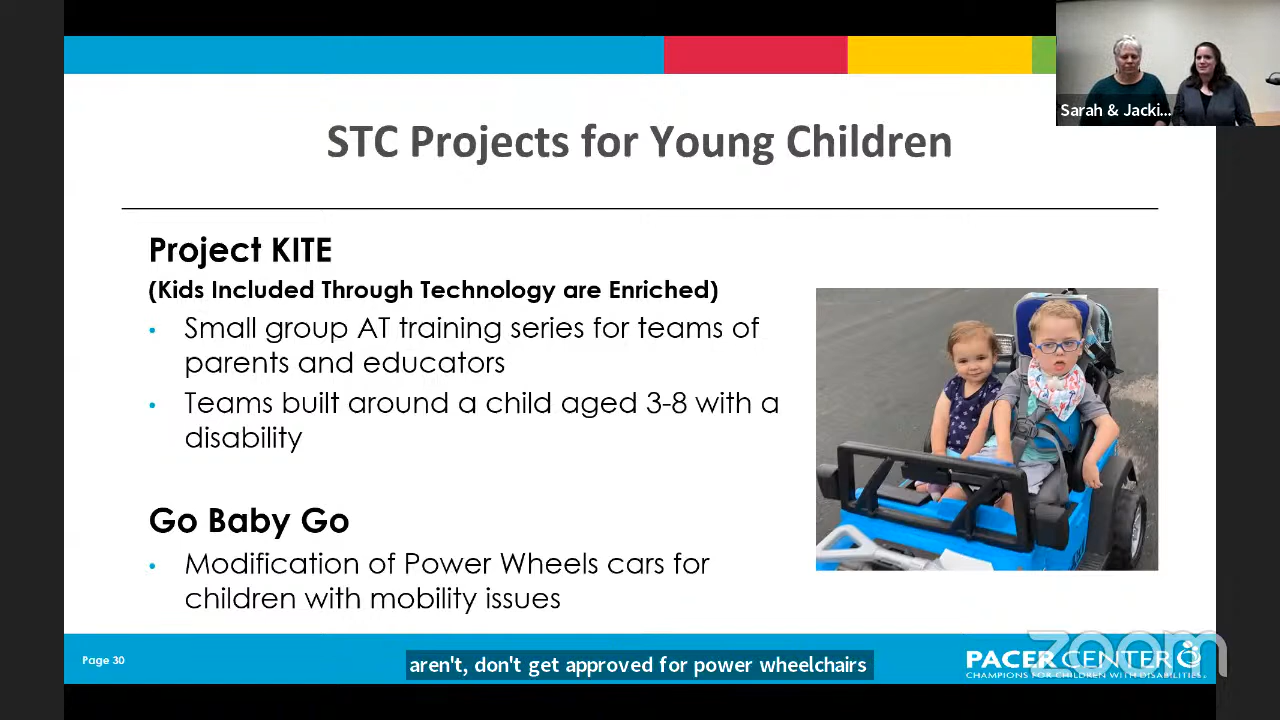 Sarah & Jacki...
STC Projects for Young Children
Project KITE
(Kids Included Through Technology are Enriched)
• Small group AT training series for teams of
parents and educators
• Teams built around a child aged 3-8 with a
disability
Go Baby Go
• Modification of Power Wheels cars for
children with mobility issues
Page 30
aren't, don't get approved for power wheelchairs
PACER CENTER
CHAMPIONS FOR CHILDREN WITH DISABILITIES
zoom